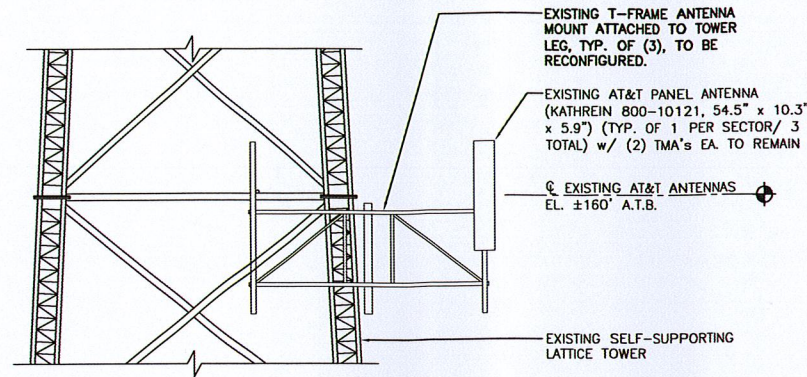 EXISTING T-FRAME ANTENNA
MOUNT ATTACHED TO TOWER
LEG, TYP. OF (3), TO BE
RECONFIGURED.
EXISTING AT&T PANEL ANTENNA
(KATHREIN 800-10121, 54.5" x 10.3"
x 5.9") (TYP. OF 1 PER SECTOR/ 3
TOTAL) w/ (2) TMA's EA. TO REMAIN
℄ EXISTING AT&T ANTENNAS
EL. ±160' A.T.B.
EXISTING SELF-SUPPORTING
LATTICE TOWER